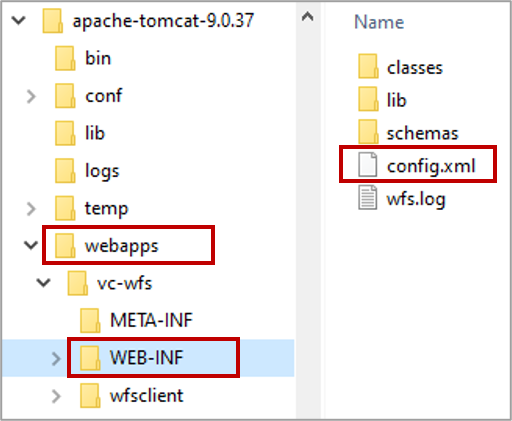 apache-tomcat-9.0.37
bin
conf
lib
logs
temp
webapps
vc-wfs
META-INF
WEB-INF
wfsclient
Name
classes
lib
schemas
config.xml
wfs.log